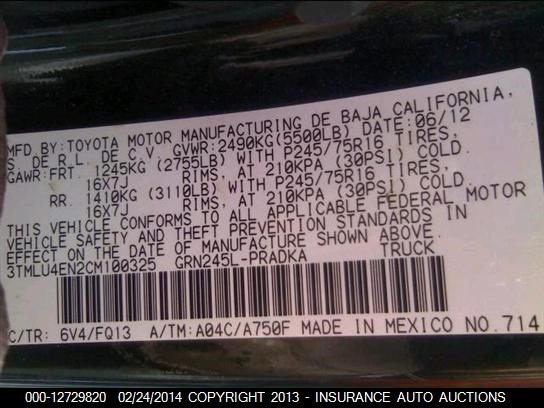 MFD.BY:TOYOTA MOTOR MANUFACTURING DE BAJA CALIFORNIA,
S. DE R.L. DE C.V. GVWR:2490KG(5500LB) DATE:06/12
GAWR:FRT. 1245KG (2755LB) WITH P245/75R16 TIRES,
16X7J RIMS, AT 210KPA (30PSI) COLD.
RR. 1410KG (3110LB) WITH P245/75R16 TIRES,
16X7J RIMS, AT 210KPA (30PSI) COLD.
THIS VEHICLE CONFORMS TO ALL APPLICABLE FEDERAL MOTOR
VEHICLE SAFETY AND THEFT PREVENTION STANDARDS IN
EFFECT ON THE DATE OF MANUFACTURE SHOWN ABOVE.
3TMLU4EN2CM100325 GRN245L-PRADKA TRUCK
C/TR: 6V4/FQ13 A/TM:A04C/A750F MADE IN MEXICO NO.714
000-12729820 02/24/2014 COPYRIGHT 2013 - INSURANCE AUTO AUCTIONS